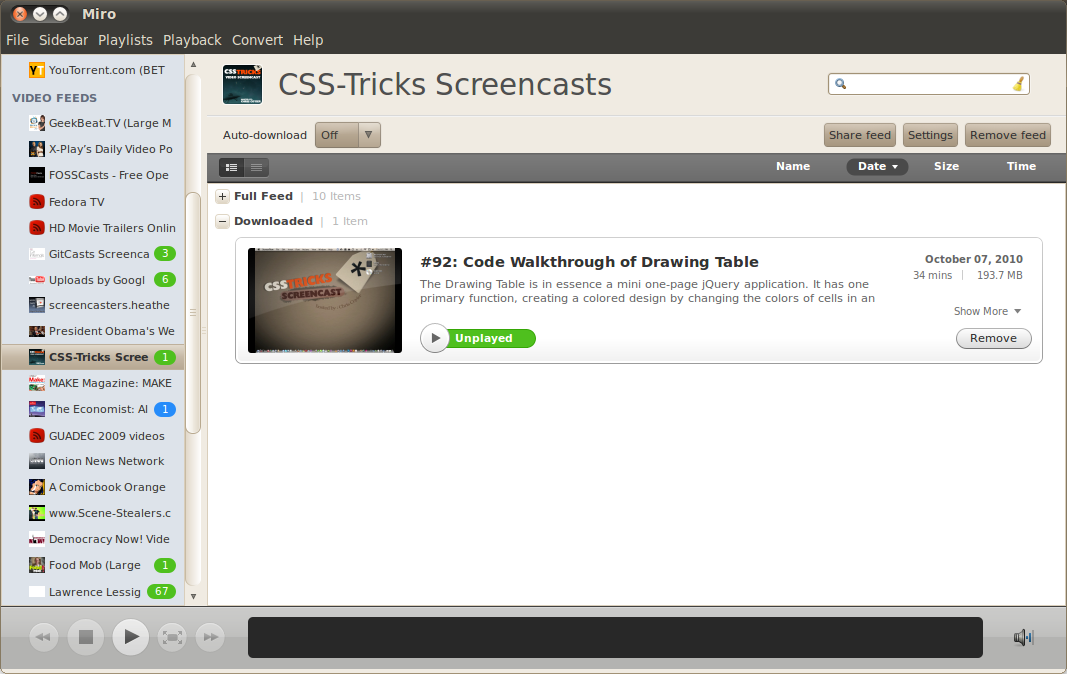 Miro
File Sidebar Playlists Playback Convert Help
YouTorrent.com (BET
VIDEO FEEDS
GeekBeat.TV (Large M
X-Play's Daily Video Po
FOSSCasts - Free Ope
Fedora TV
HD Movie Trailers Onlin
GitCasts Screenca 3
Uploads by Googl 6
screencasters.heathe
President Obama's We
CSS-Tricks Scree 1
MAKE Magazine: MAKE
The Economist: Al 1
GUADEC 2009 videos
Onion News Network
A Comicbook Orange
www.Scene-Stealers.c
Democracy Now! Vide
Food Mob (Large 1
Lawrence Lessig 67
CSS-Tricks Screencasts
Auto-download Off
Share feed Settings Remove feed
Name Date Size Time
Full Feed | 10 Items
Downloaded | 1 Item
CSSTRICKS
SCREENCAST
#92: Code Walkthrough of Drawing Table
The Drawing Table is in essence a mini one-page jQuery application. It has one
primary function, creating a colored design by changing the colors of cells in an
Unplayed
October 07, 2010
34 mins | 193.7 MB
Show More
Remove